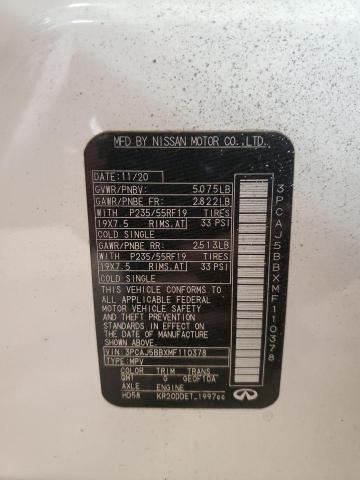 MFD BY NISSAN MOTOR CO.,LTD.
DATE: 11/20
GVWR/PNBV: 5,075LB
GAWR/PNBE FR: 2,822LB
WITH P235/55RF19 TIRES
19X7.5 RIMS.AT 33 PSI
COLD SINGLE
GAWR/PNBE RR: 2,513LB
WITH P235/55RF19 TIRES
19X7.5 RIMS.AT 33 PSI
COLD SINGLE
THIS VEHICLE CONFORMS TO
ALL APPLICABLE FEDERAL
MOTOR VEHICLE SAFETY
AND THEFT PREVENTION
STANDARDS IN EFFECT ON
THE DATE OF MANUFACTURE
SHOWN ABOVE.
VIN: 3PCAJ5BBXMF110378
TYPE: MPV
COLOR TRIM TRANS
QM1 G GE0F10A
AXLE ENGINE
HD58 KR20DDET 1997cc
INFINITI
3PCAJ5BBXMF110378